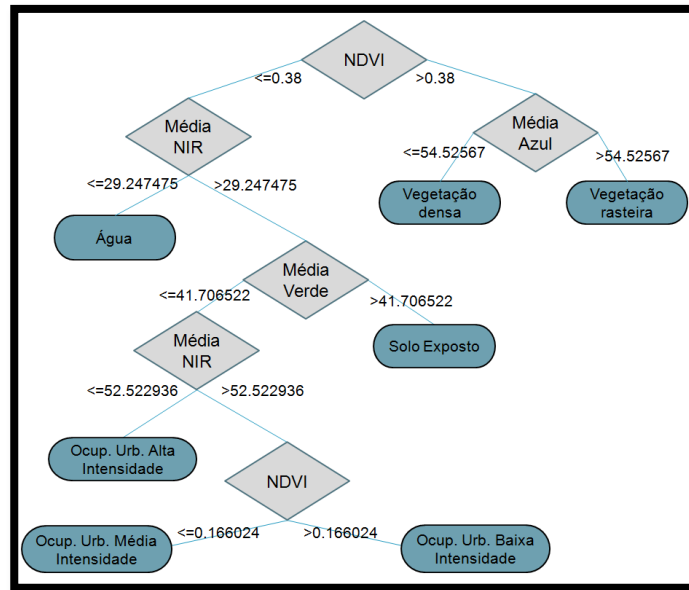 NDVI
<=0.38
>0.38
Média
NIR
Média
Azul
<=54.52567
>54.52567
<=29.247475
>29.247475
Vegetação
densa
Vegetação
rasteira
Água
Média
Verde
<=41.706522
>41.706522
Média
NIR
Solo Exposto
<=52.522936
>52.522936
Ocup. Urb. Alta
Intensidade
NDVI
<=0.166024
>0.166024
Ocup. Urb. Média
Intensidade
Ocup. Urb. Baixa
Intensidade